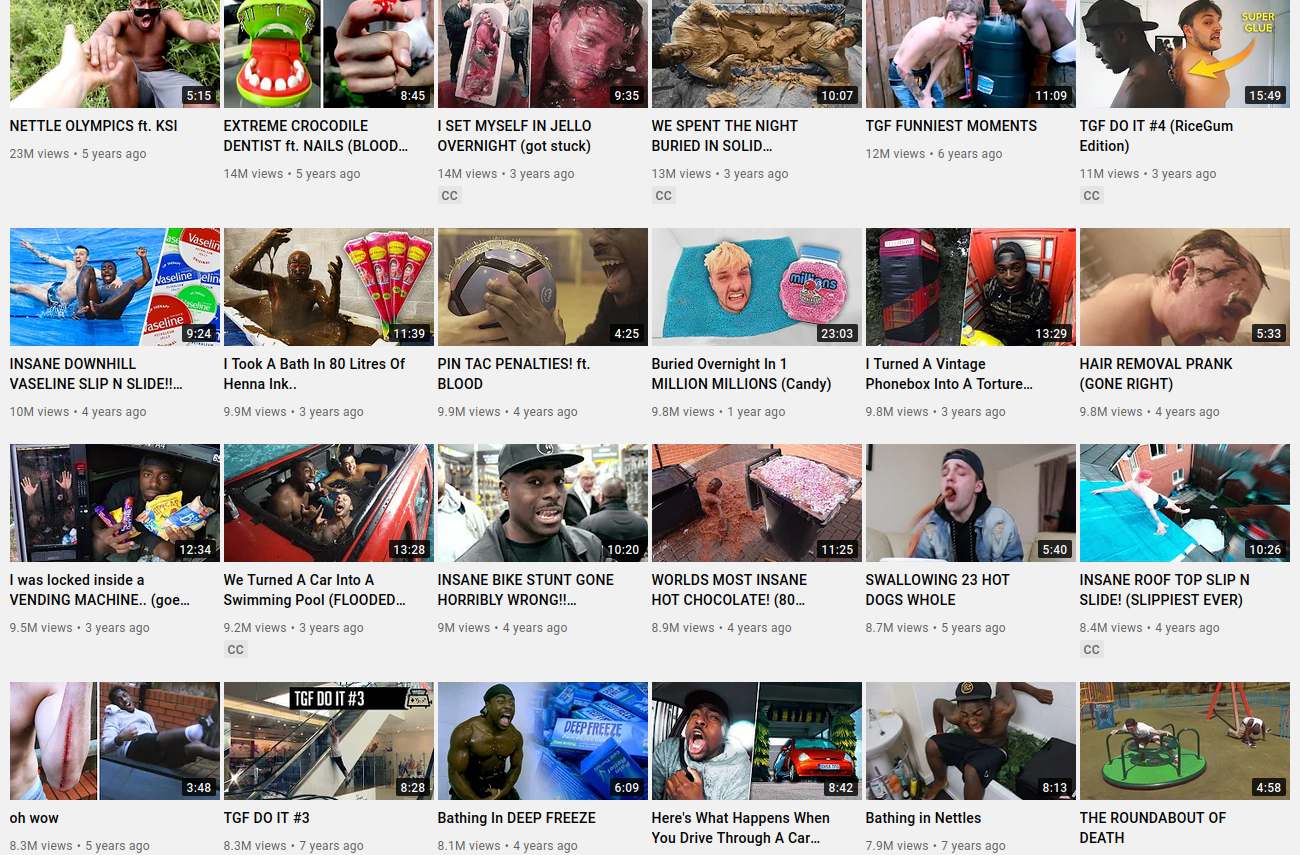 SUPER
GLUE
5:15
8:45
9:35
10:07
11:09
15:49
NETTLE OLYMPICS ft. KSI
23M views • 5 years ago
EXTREME CROCODILE
DENTIST ft. NAILS (BLOOD…
14M views • 5 years ago
I SET MYSELF IN JELLO
OVERNIGHT (got stuck)
14M views • 3 years ago
CC
WE SPENT THE NIGHT
BURIED IN SOLID…
13M views • 3 years ago
CC
TGF FUNNIEST MOMENTS
12M views • 6 years ago
TGF DO IT #4 (RiceGum
Edition)
11M views • 3 years ago
CC
Vaselin
Vaseline
Vaseline
millions
9:24
11:39
4:25
23:03
13:29
5:33
INSANE DOWNHILL
VASELINE SLIP N SLIDE!!…
10M views • 4 years ago
I Took A Bath In 80 Litres Of
Henna Ink..
9.9M views • 3 years ago
PIN TAC PENALTIES! ft.
BLOOD
9.9M views • 4 years ago
Buried Overnight In 1
MILLION MILLIONS (Candy)
9.8M views • 1 year ago
I Turned A Vintage
Phonebox Into A Torture…
9.8M views • 3 years ago
HAIR REMOVAL PRANK
(GONE RIGHT)
9.8M views • 4 years ago
12:34
13:28
10:20
11:25
5:40
10:26
I was locked inside a
VENDING MACHINE.. (goe…
9.5M views • 3 years ago
We Turned A Car Into A
Swimming Pool (FLOODED…
9.2M views • 3 years ago
CC
INSANE BIKE STUNT GONE
HORRIBLY WRONG!!…
9M views • 4 years ago
WORLDS MOST INSANE
HOT CHOCOLATE! (80…
8.9M views • 4 years ago
SWALLOWING 23 HOT
DOGS WHOLE
8.7M views • 5 years ago
INSANE ROOF TOP SLIP N
SLIDE! (SLIPPIEST EVER)
8.4M views • 4 years ago
CC
TGF DO IT #3
DEEP FREEZE
3:48
8:28
6:09
8:42
8:13
4:58
oh wow
8.3M views • 5 years ago
TGF DO IT #3
8.3M views • 7 years ago
Bathing In DEEP FREEZE
8.1M views • 4 years ago
Here's What Happens When
You Drive Through A Car…
Bathing in Nettles
7.9M views • 7 years ago
THE ROUNDABOUT OF
DEATH